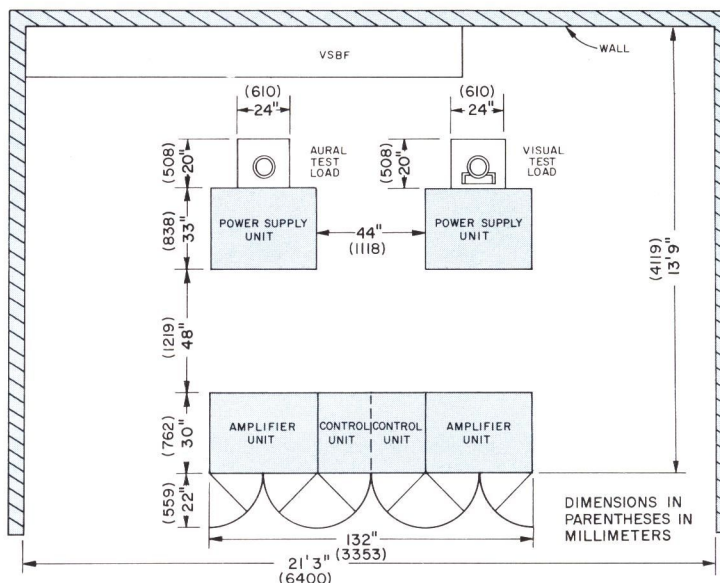 VSBF
WALL
(610)
24"
(610)
24"
(508)
20"
AURAL
TEST
LOAD
(508)
20"
VISUAL
TEST
LOAD
(838)
33"
POWER SUPPLY
UNIT
44"
(1118)
POWER SUPPLY
UNIT
(4119)
13'9"
(1219)
48"
(762)
30"
AMPLIFIER
UNIT
CONTROL
UNIT
CONTROL
UNIT
AMPLIFIER
UNIT
(559)
22"
DIMENSIONS IN
PARENTHESES IN
MILLIMETERS
132"
(3353)
21'3"
(6400)